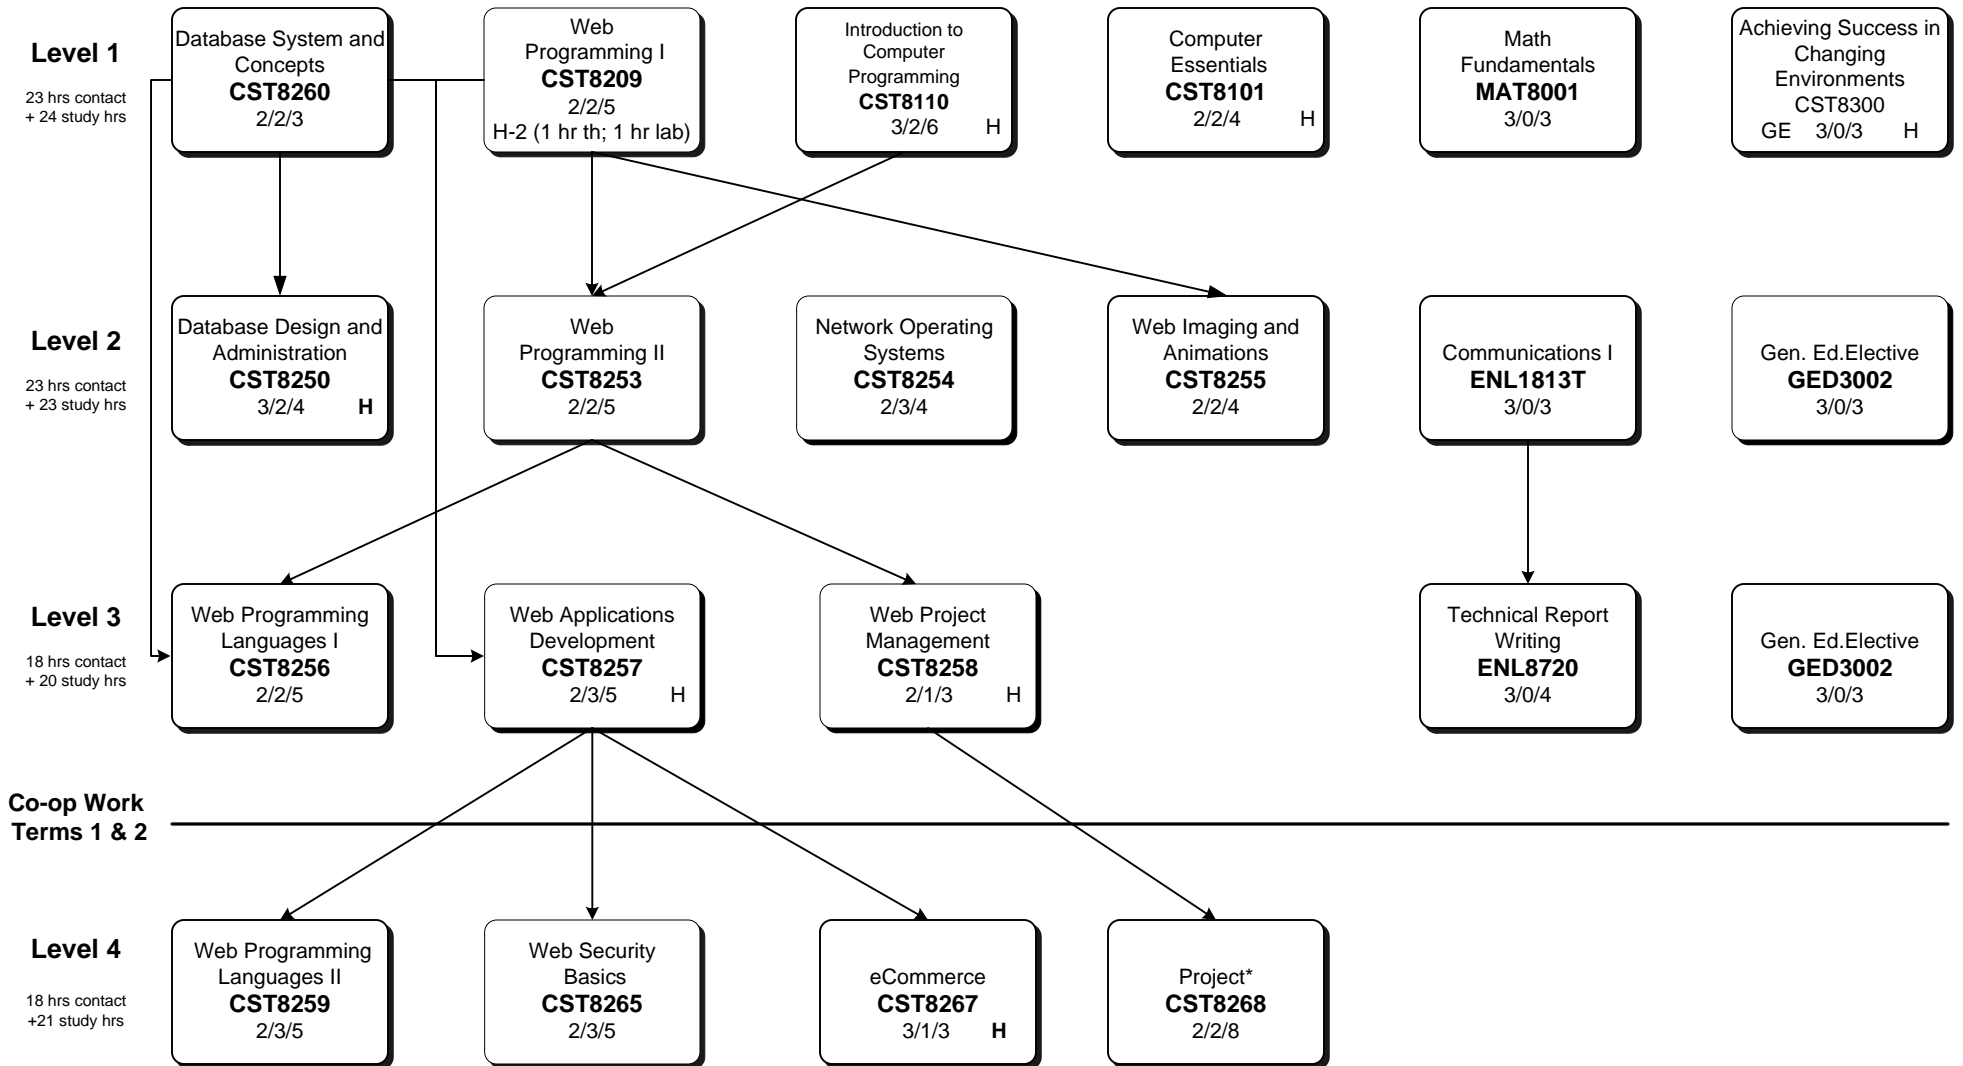 Level 1
23 hrs contact
+ 24 study hrs
Database System and
Concepts
CST8260
2/2/3
Web
Programming I
CST8209
2/2/5
H-2 (1 hr th; 1 hr lab)
Introduction to
Computer
Programming
CST8110
3/2/6 H
Computer
Essentials
CST8101
2/2/4 H
Math
Fundamentals
MAT8001
3/0/3
Achieving Success in
Changing
Environments
CST8300
GE 3/0/3 H
Level 2
23 hrs contact
+ 23 study hrs
Database Design and
Administration
CST8250
3/2/4 H
Web
Programming II
CST8253
2/2/5
Network Operating
Systems
CST8254
2/3/4
Web Imaging and
Animations
CST8255
2/2/4
Communications I
ENL1813T
3/0/3
Gen. Ed.Elective
GED3002
3/0/3
Level 3
18 hrs contact
+ 20 study hrs
Web Programming
Languages I
CST8256
2/2/5
Web Applications
Development
CST8257
2/3/5 H
Web Project
Management
CST8258
2/1/3 H
Technical Report
Writing
ENL8720
3/0/4
Gen. Ed.Elective
GED3002
3/0/3
Co-op Work
Terms 1 & 2
Level 4
18 hrs contact
+21 study hrs
Web Programming
Languages II
CST8259
2/3/5
Web Security
Basics
CST8265
2/3/5
eCommerce
CST8267
3/1/3 H
Project*
CST8268
2/2/8